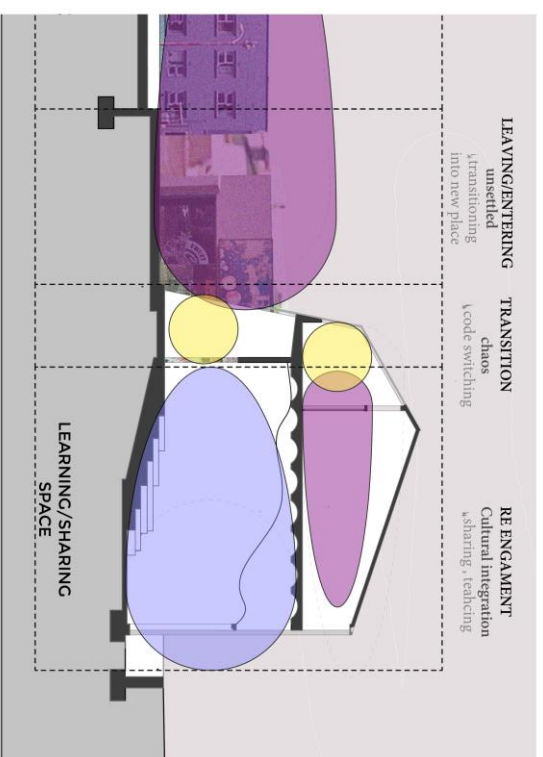 LEAVING/ENTERING
unsettled
↳transitioning
into new place
TRANSITION
chaos
↳code switching
RE ENGAMENT
Cultural integration
↳sharing , teahcing
LEARNING/SHARING
SPACE